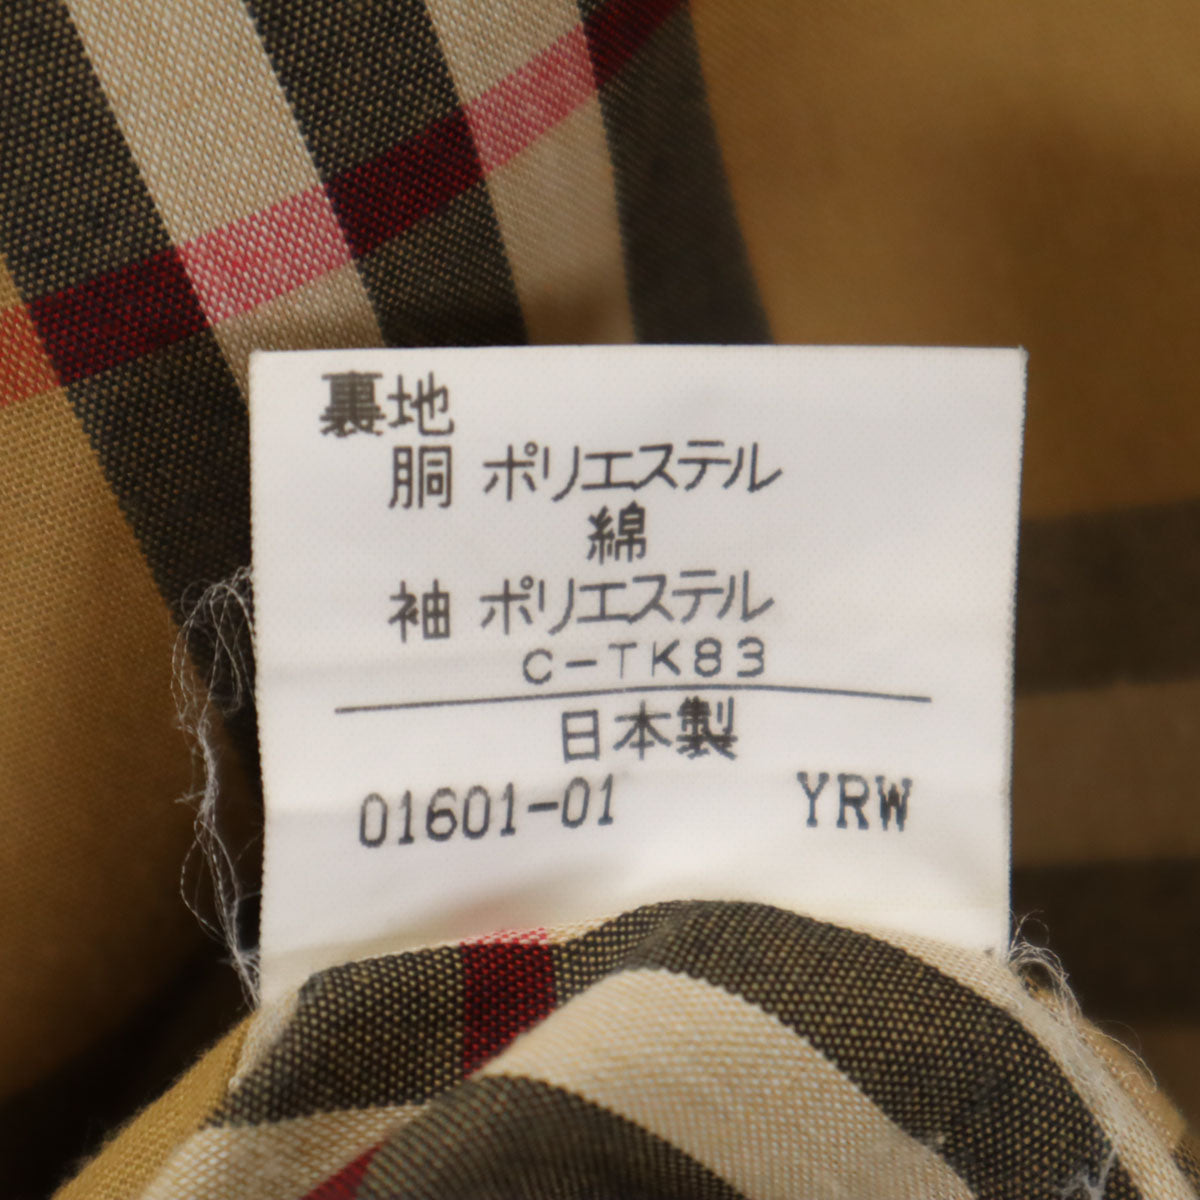 裏地
胴 ポリエステル
綿
袖 ポリエステル
C-TK83
日本製
01601-01 YRW